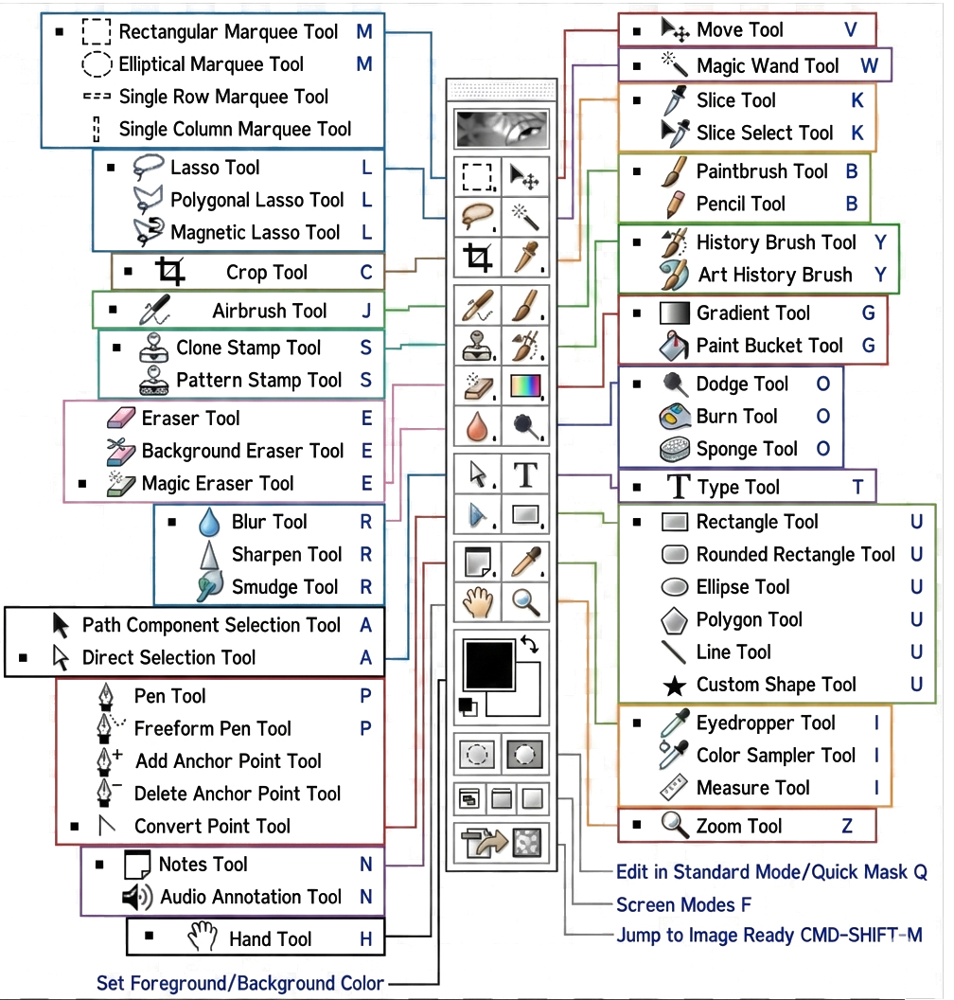 Rectangular Marquee Tool M
Elliptical Marquee Tool M
Single Row Marquee Tool
Single Column Marquee Tool
Lasso Tool L
Polygonal Lasso Tool L
Magnetic Lasso Tool L
Crop Tool C
Airbrush Tool J
Clone Stamp Tool S
Pattern Stamp Tool S
Eraser Tool E
Background Eraser Tool E
Magic Eraser Tool E
Blur Tool R
Sharpen Tool R
Smudge Tool R
Path Component Selection Tool A
Direct Selection Tool A
Pen Tool P
Freeform Pen Tool P
Add Anchor Point Tool
Delete Anchor Point Tool
Convert Point Tool
Notes Tool N
Audio Annotation Tool N
Hand Tool H
Set Foreground/Background Color
T
Move Tool V
Magic Wand Tool W
Slice Tool K
Slice Select Tool K
Paintbrush Tool B
Pencil Tool B
History Brush Tool Y
Art History Brush Y
Gradient Tool G
Paint Bucket Tool G
Dodge Tool O
Burn Tool O
Sponge Tool O
T Type Tool T
Rectangle Tool U
Rounded Rectangle Tool U
Ellipse Tool U
Polygon Tool U
Line Tool U
Custom Shape Tool U
Eyedropper Tool I
Color Sampler Tool I
Measure Tool I
Zoom Tool Z
Edit in Standard Mode/Quick Mask Q
Screen Modes F
Jump to Image Ready CMD-SHIFT-M